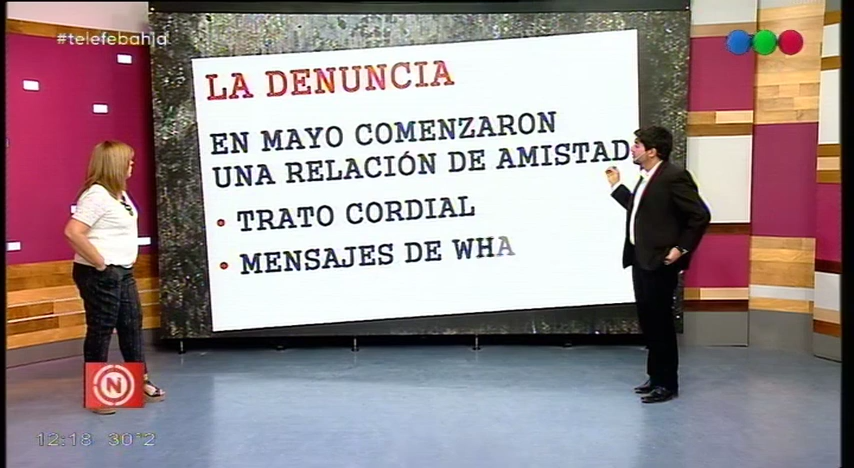 #telefebahia
LA DENUNCIA
EN MAYO COMENZARON
UNA RELACIÓN DE AMISTAD
• TRATO CORDIAL
• MENSAJES DE WHA
N
12:18 30°2